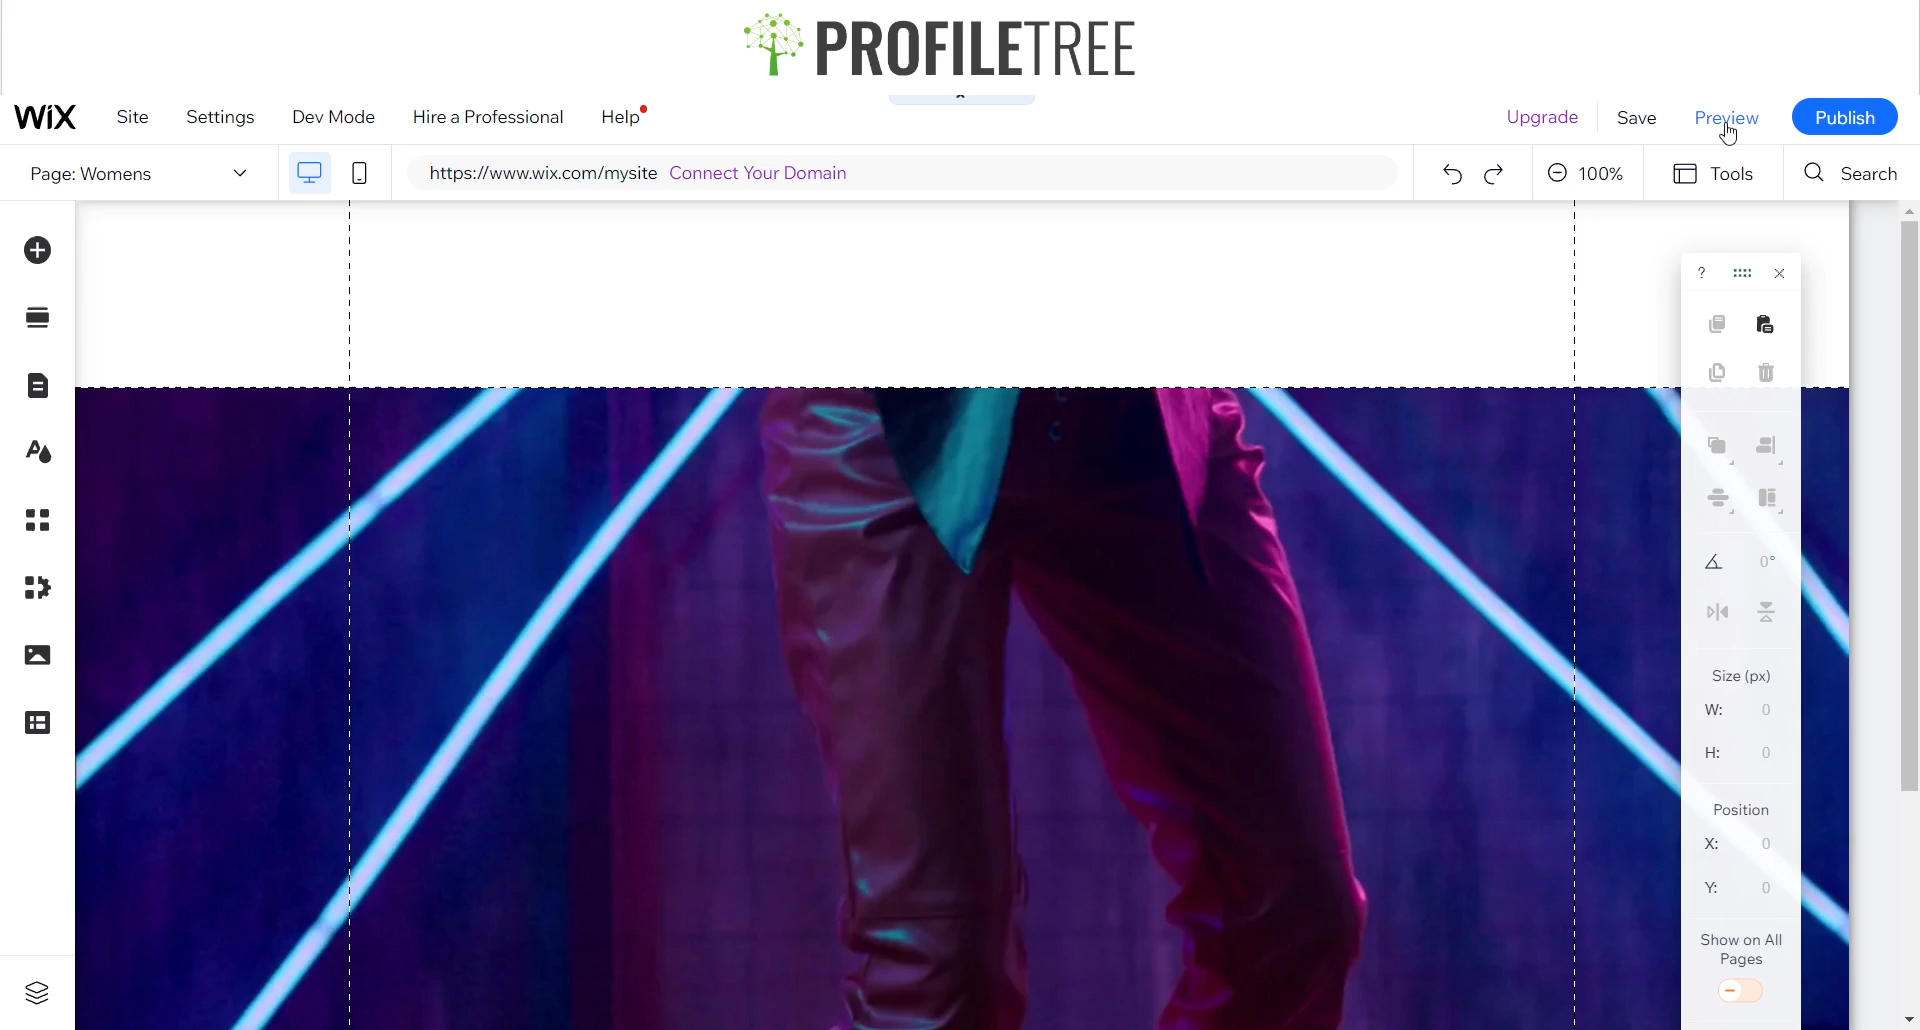 PROFILETREE
WiX Site Settings Dev Mode Hire a Professional Help Upgrade Save Preview Publish
Page: Womens https://www.wix.com/mysite Connect Your Domain 100% Tools Search
?
0°
Size (px)
W: 0
H: 0
Position
X: 0
Y: 0
Show on All
Pages